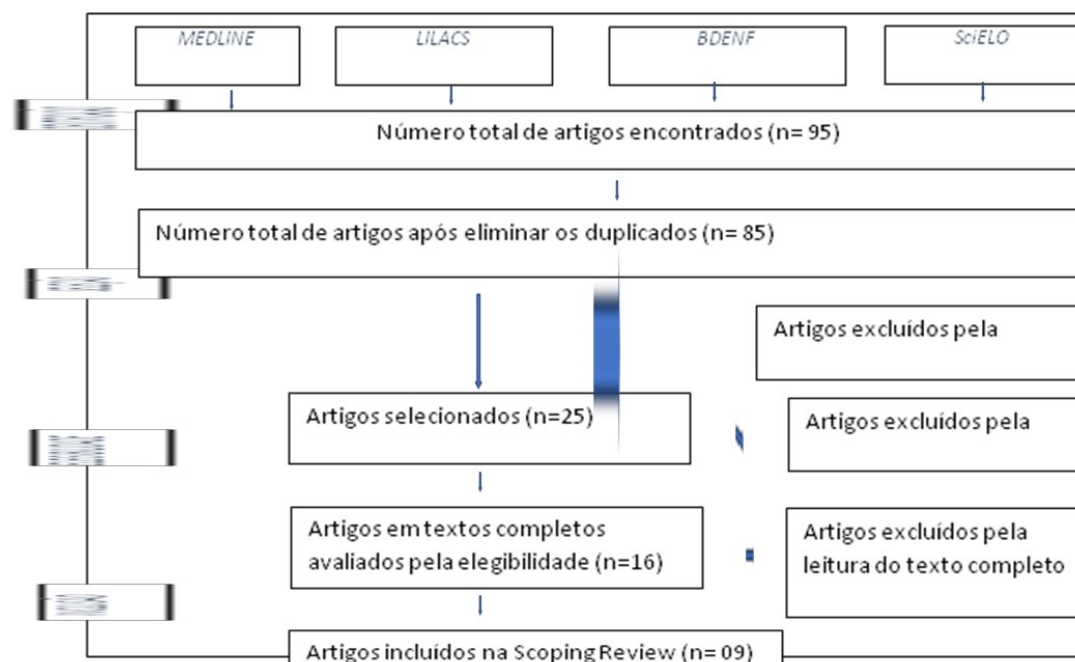 MEDLINE
LILACS
BDENF
SciELO
Número total de artigos encontrados (n= 95)
Número total de artigos após eliminar os duplicados (n= 85)
Artigos excluídos pela
Artigos selecionados (n=25)
Artigos excluídos pela
Artigos em textos completos
avaliados pela elegibilidade (n=16)
Artigos excluídos pela
leitura do texto completo
Artigos incluídos na Scoping Review (n= 09)